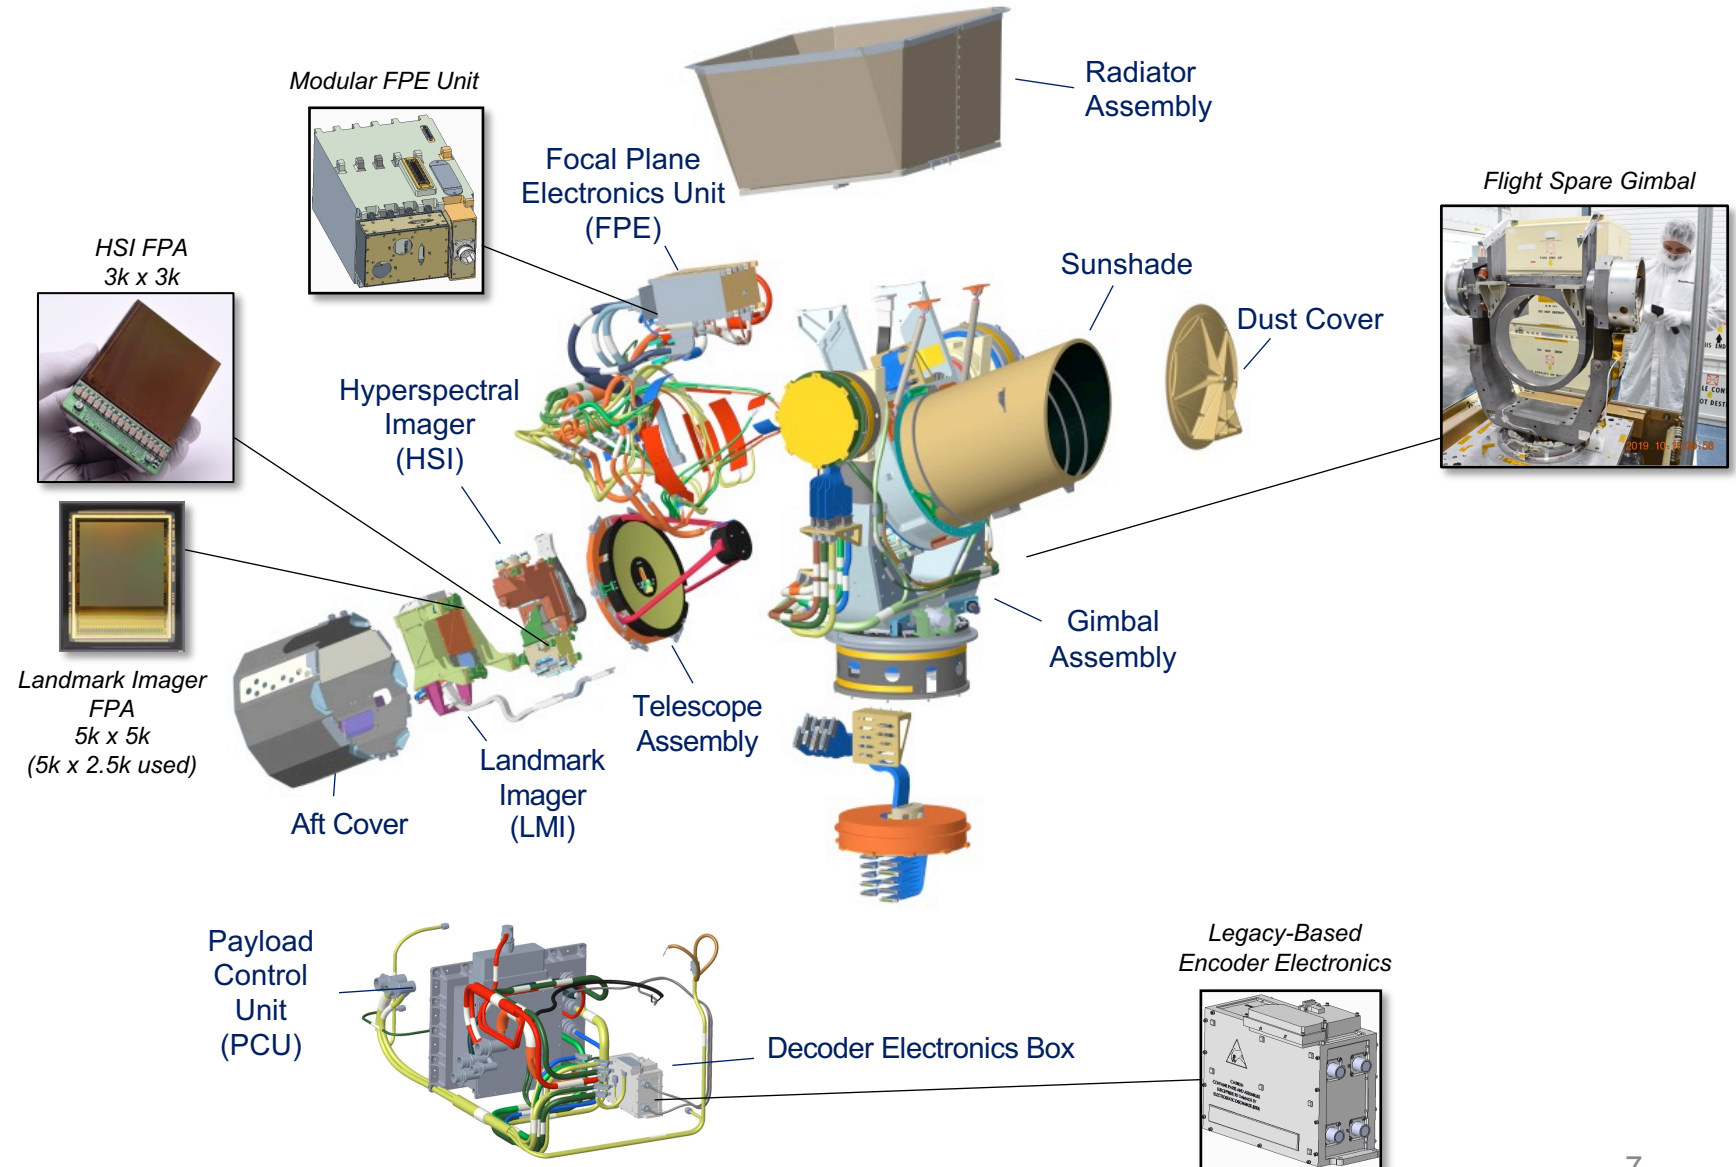 Modular FPE Unit
Radiator
Assembly
Focal Plane
Electronics Unit
(FPE)
Flight Spare Gimbal
HSI FPA
3k x 3k
Sunshade
Dust Cover
Hyperspectral
Imager
(HSI)
Landmark Imager
FPA
5k x 5k
(5k x 2.5k used)
Gimbal
Assembly
Telescope
Assembly
Landmark
Imager
(LMI)
Aft Cover
Payload
Control
Unit
(PCU)
Legacy-Based
Encoder Electronics
Decoder Electronics Box
CAUTION
7